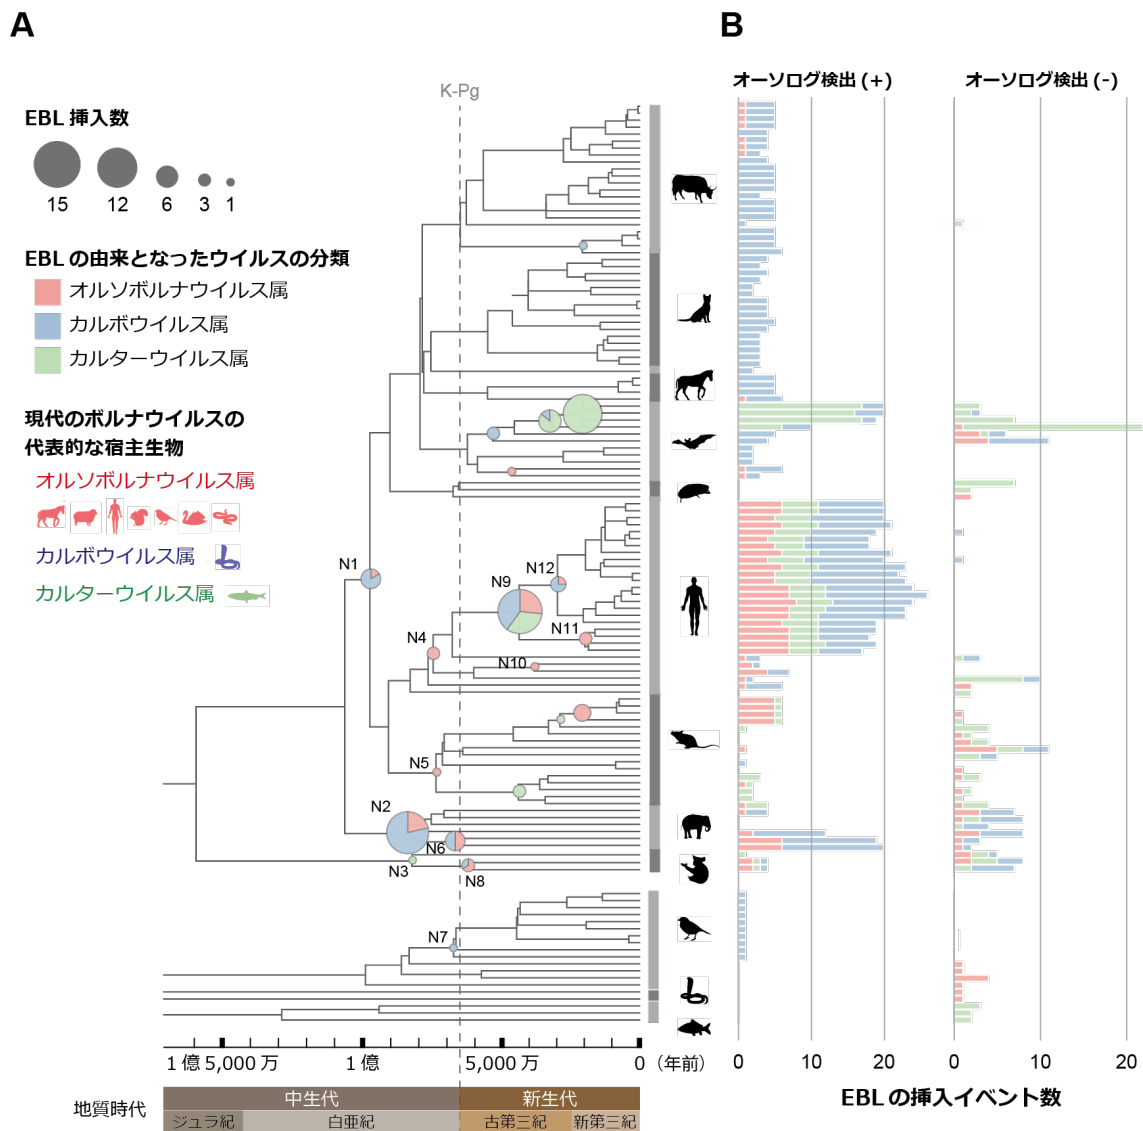 A
B
K-Pg
オーソログ検出 (+)
オーソログ検出 (-)
EBL 挿入数
15 12 6 3 1
EBL の由来となったウイルスの分類
オルソボルナウイルス属
カルボウイルス属
カルターウイルス属
現代のボルナウイルスの
代表的な宿主生物
オルソボルナウイルス属
カルボウイルス属
カルターウイルス属
N1
N12
N9
N11
N4
N10
N5
N2
N6
N3
N8
N7
1 億 5,000 万 1 億 5,000 万 0 (年前)
0 10 20
0 10 20
EBL の挿入イベント数
地質時代
中生代 新生代
ジュラ紀 白亜紀 古第三紀 新第三紀